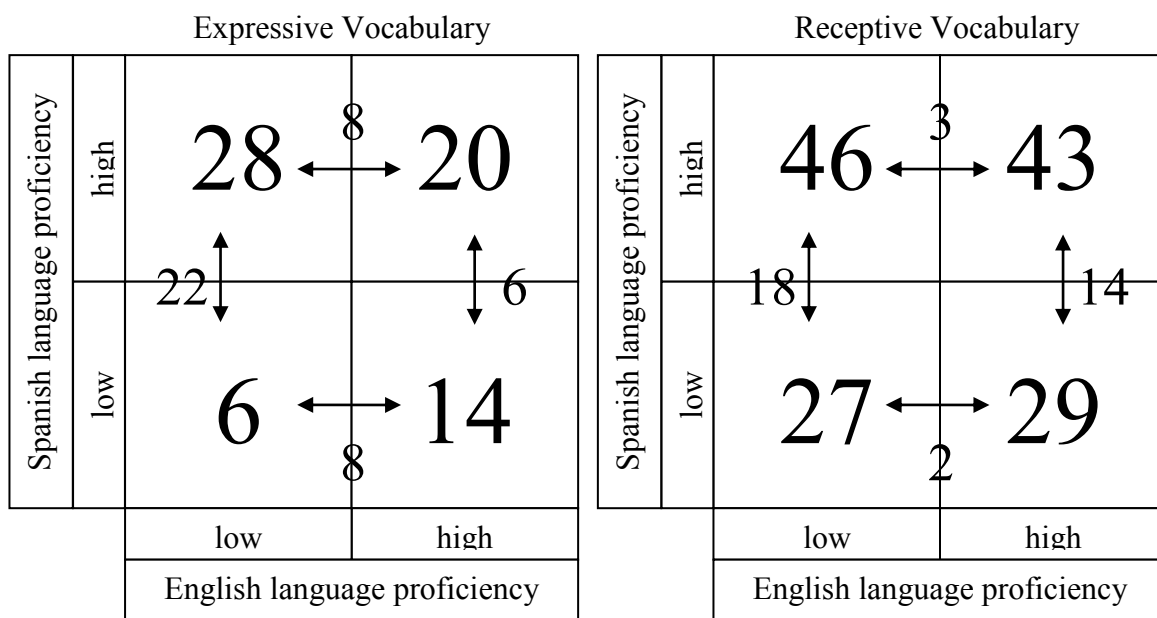 Expressive Vocabulary
Spanish language proficiency
high
low
28
8
20
22
6
6
14
8
low
high
English language proficiency
Receptive Vocabulary
Spanish language proficiency
high
low
46
3
43
18
14
27
29
2
low
high
English language proficiency